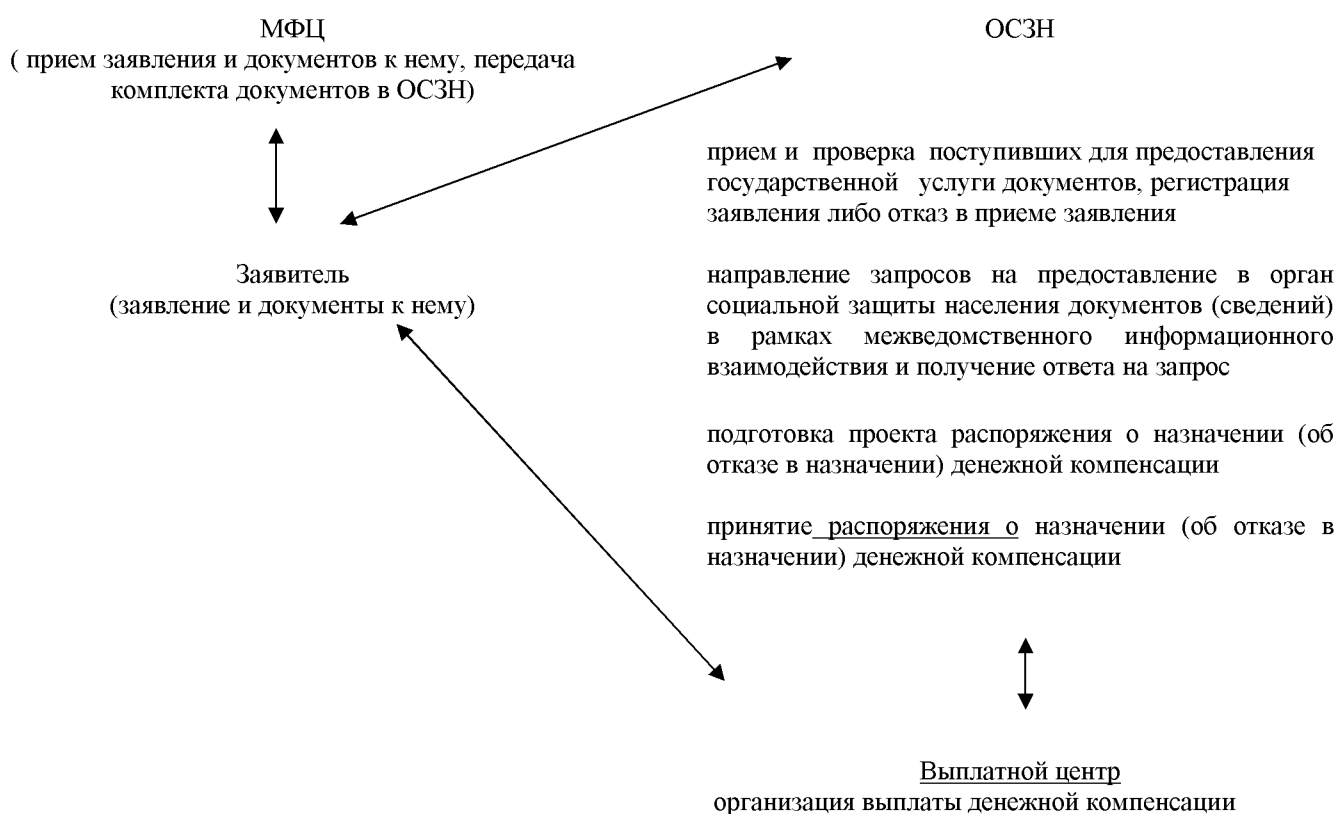 МФЦ
( прием заявления и документов к нему, передача
комплекта документов в ОСЗН)
Заявитель
(заявление и документы к нему)
ОСЗН
прием и проверка поступивших для предоставления
государственной услуги документов, регистрация
заявления либо отказ в приеме заявления
направление запросов на предоставление в орган
социальной защиты населения документов (сведений)
в рамках межведомственного информационного
взаимодействия и получение ответа на запрос
подготовка проекта распоряжения о назначении (об
отказе в назначении) денежной компенсации
принятие распоряжения о назначении (об отказе в
назначении) денежной компенсации
Выплатной центр
организация выплаты денежной компенсации